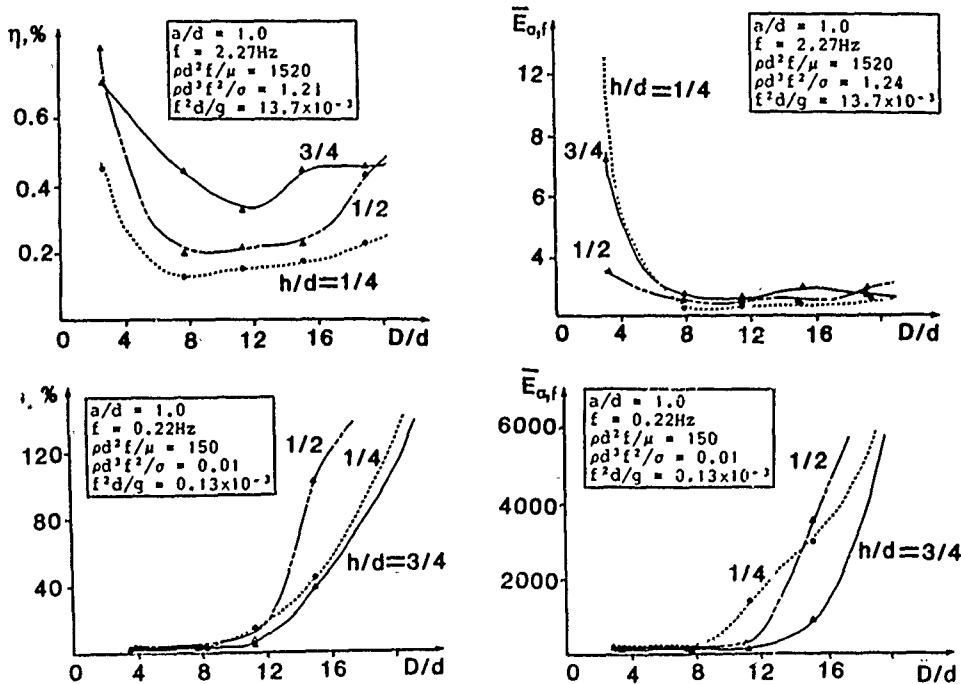 η,%
a/d = 1.0
f = 2.27Hz
ρd²f/μ = 1520
ρd³f²/σ = 1.21
f²d/g = 13.7x10⁻³
0.6
0.4
0.2
3/4
1/2
h/d=1/4
0 4 8 12 16 D/d
E̅a,f
a/d = 1.0
f = 2.27Hz
ρd²f/μ = 1520
ρd³f²/σ = 1.24
f²d/g = 13.7x10⁻³
12
8
6
4
2
h/d=1/4
3/4
1/2
0 4 8 12 16 D/d
%
a/d = 1.0
f = 0.22Hz
ρd²f/μ = 150
ρd³f²/σ = 0.01
f²d/g = 0.13x10⁻³
120
80
40
1/2
1/4
h/d=3/4
0 4 8 12 16 D/d
E̅a,f
a/d = 1.0
f = 0.22Hz
ρd²f/μ = 150
ρd³f²/σ = 0.01
f²d/g = 0.13x10⁻³
6000
4000
2000
1/2
1/4
h/d=3/4
0 4 8 12 16 D/d